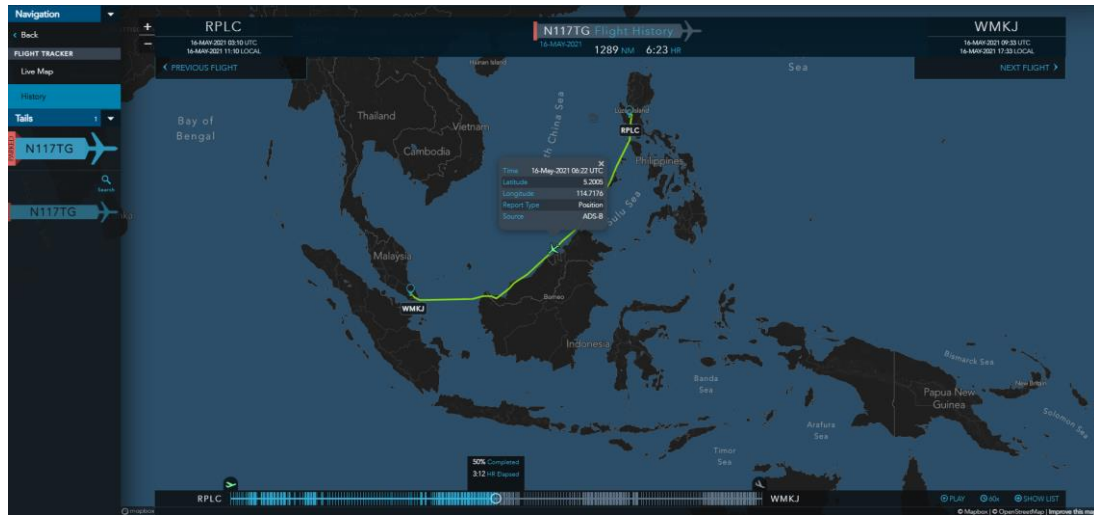 Navigation
< Back
FLIGHT TRACKER
Live Map
History
Tails 1
PARKED
N117TG
Search
N117TG
+
−
RPLC
16-MAY-2021 03:10 UTC
16-MAY-2021 11:10 LOCAL
< PREVIOUS FLIGHT
N117TG Flight History
16-MAY-2021 1289 NM 6:23 HR
WMKJ
16-MAY-2021 09:33 UTC
16-MAY-2021 17:33 LOCAL
NEXT FLIGHT >
Hainan Island
Sea
Bay of
Bengal
Thailand
Vietnam
Cambodia
China Sea
Luzon Island
RPLC
Philippines
Sulu Sea
×
Time 16-May-2021 06:22 UTC
Latitude 5.2005
Longitude 114.7176
Report Type Position
Source ADS-B
Malaysia
WMKJ
Borneo
Indonesia
Banda
Sea
Bismarck Sea
Papua New
Guinea
New Britain
Solomon Sea
Arafura
Sea
Timor
Sea
50% Completed
3:12 HR Elapsed
RPLC
WMKJ
PLAY 60x SHOW LIST
mapbox
© Mapbox | © OpenStreetMap | Improve this map